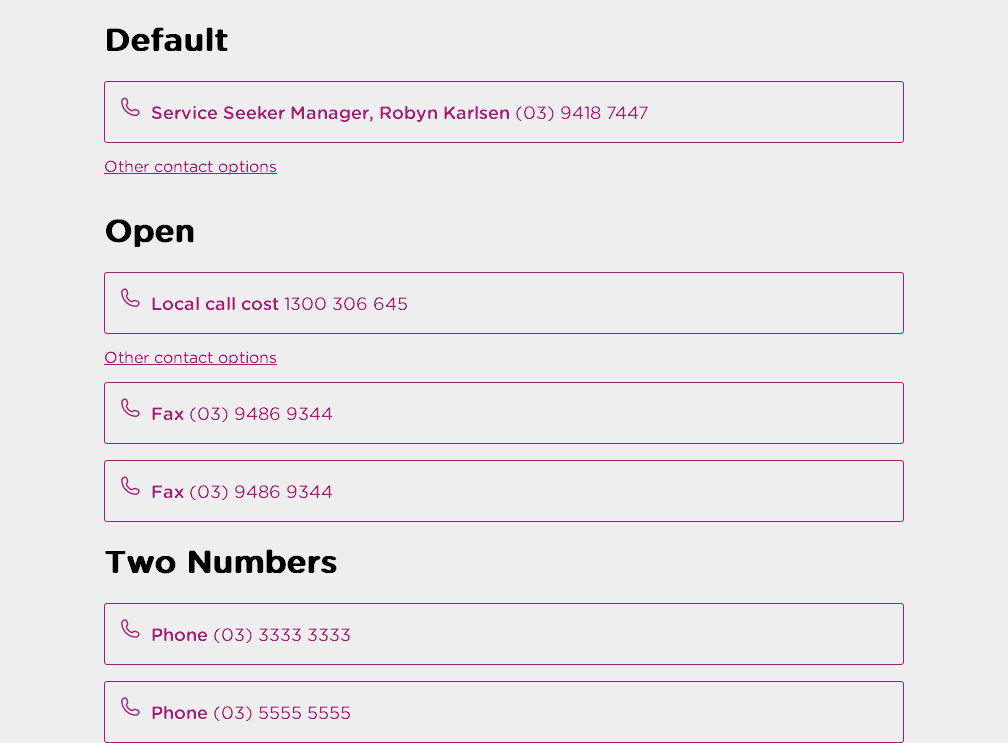 Default
Service Seeker Manager, Robyn Karlsen (03) 9418 7447
Other contact options
Open
Local call cost 1300 306 645
Other contact options
Fax (03) 9486 9344
Fax (03) 9486 9344
Two Numbers
Phone (03) 3333 3333
Phone (03) 5555 5555